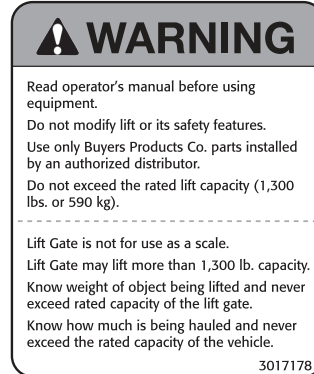 WARNING
Read operator's manual before using
equipment.
Do not modify lift or its safety features.
Use only Buyers Products Co. parts installed
by an authorized distributor.
Do not exceed the rated lift capacity (1,300
lbs. or 590 kg).
Lift Gate is not for use as a scale.
Lift Gate may lift more than 1,300 lb. capacity.
Know weight of object being lifted and never
exceed rated capacity of the lift gate.
Know how much is being hauled and never
exceed the rated capacity of the vehicle.
3017178